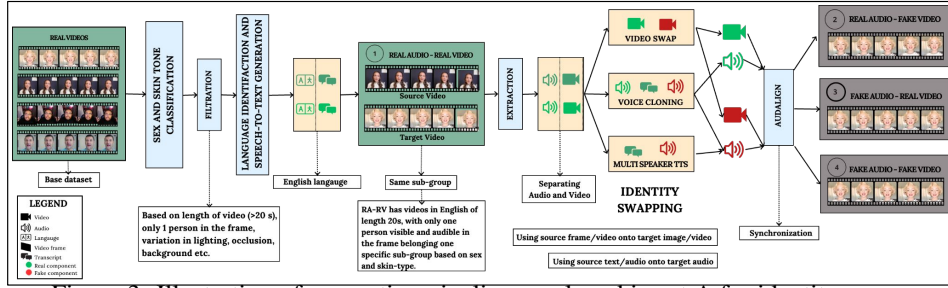 REAL VIDEOS
Base dataset
LEGEND
Video
Audio
Langauge
Video frame
Transcript
Real component
Fake component
SEX AND SKIN TONE
CLASSIFICATION
FILTRATION
Based on length of video (>20 s),
only 1 person in the frame,
variation in lighting, occlusion,
background etc.
LANGUAGE IDENTIFACTION AND
SPEECH-TO-TEXT GENERATION
English langauge
1 REAL AUDIO - REAL VIDEO
Source Video
Target Video
Same sub-group
RA-RV has videos in English of
length 20s, with only one
person visible and audible in
the frame belonging one
specific sub-group based on sex
and skin-type.
EXTRACTION
Separating
Audio and Video
VIDEO SWAP
VOICE CLONING
MULTI SPEAKER TTS
IDENTITY
SWAPPING
Using source frame/video onto target image/video
Using source text/audio onto target audio
AUDALIGN
Synchronization
2 REAL AUDIO - FAKE VIDEO
3 FAKE AUDIO - REAL VIDEO
4 FAKE AUDIO - FAKE VIDEO